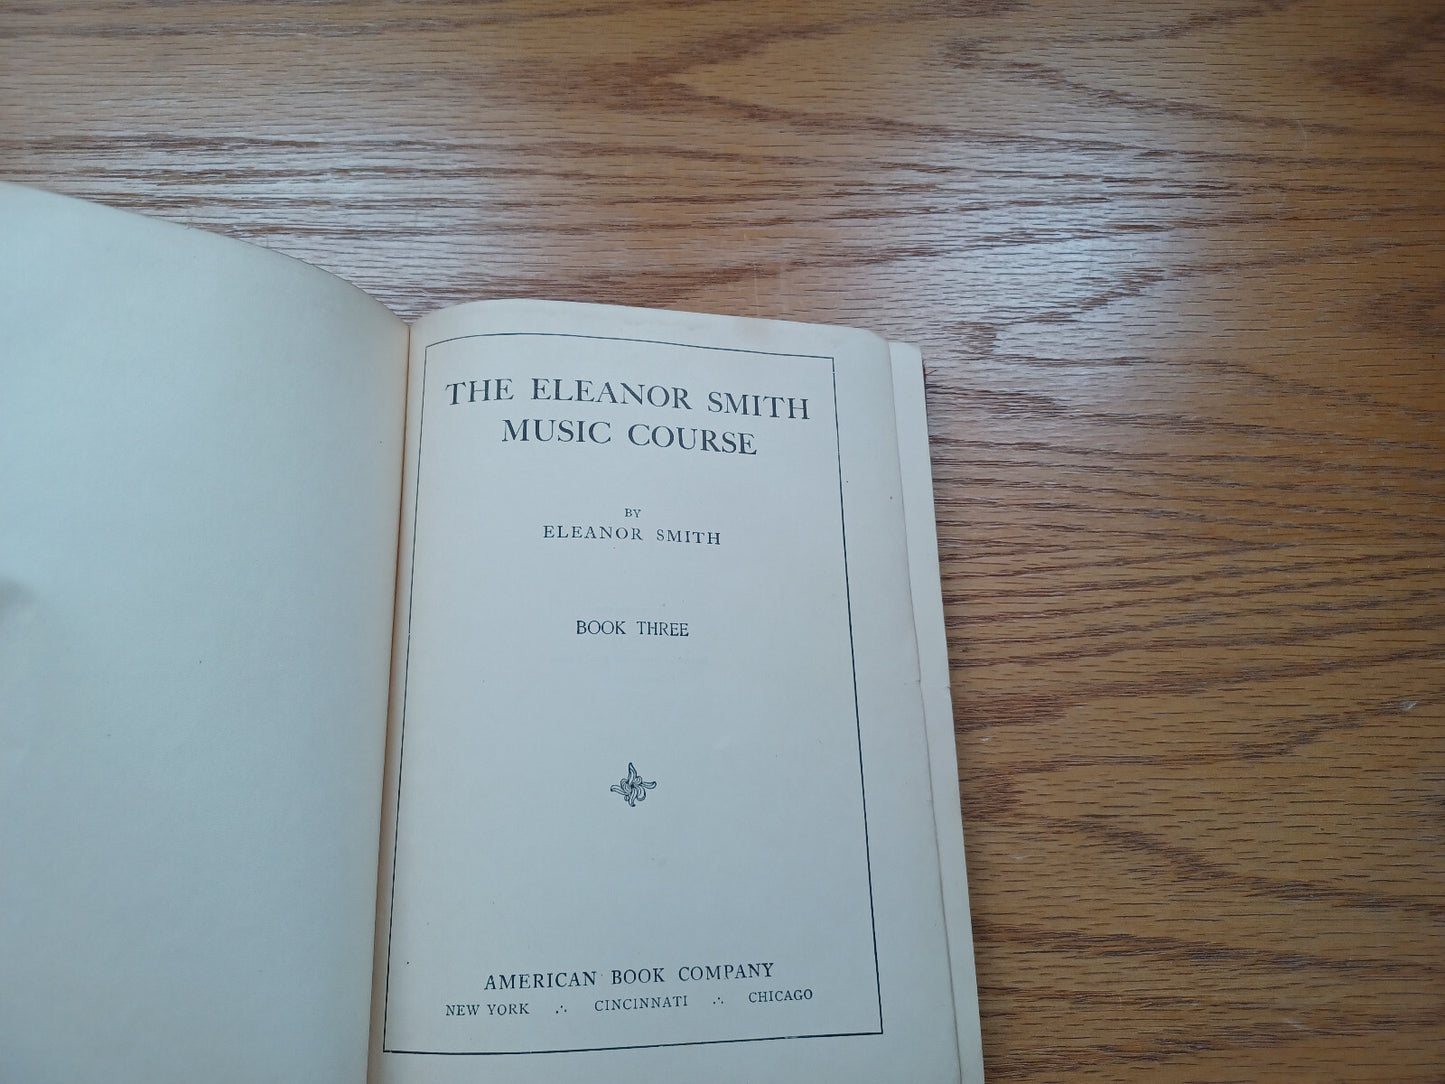 THE ELEANOR SMITH
MUSIC COURSE
BY
ELEANOR SMITH
BOOK THREE
AMERICAN BOOK COMPANY
NEW YORK ∴ CINCINNATI ∴ CHICAGO